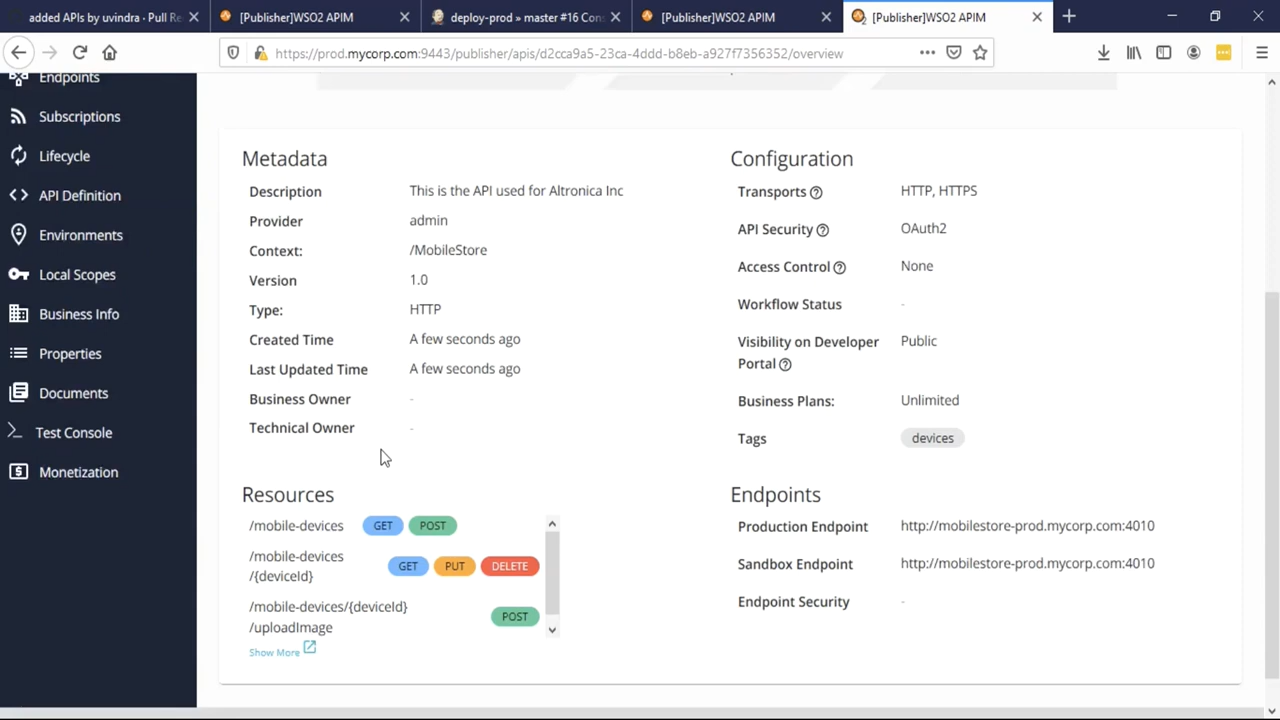 added APIs by uvindra · Pull Re
[Publisher]WSO2 APIM
deploy-prod » master #16 Con
[Publisher]WSO2 APIM
[Publisher]WSO2 APIM
https://prod.mycorp.com:9443/publisher/apis/d2cca9a5-23ca-4ddd-b8eb-a927f7356352/overview
Endpoints
Subscriptions
Lifecycle
API Definition
Environments
Local Scopes
Business Info
Properties
Documents
Test Console
Monetization
Metadata
Description This is the API used for Altronica Inc
Provider admin
Context: /MobileStore
Version 1.0
Type: HTTP
Created Time A few seconds ago
Last Updated Time A few seconds ago
Business Owner -
Technical Owner -
Resources
/mobile-devices GET POST
/mobile-devices
/{deviceId} GET PUT DELETE
/mobile-devices/{deviceId}
/uploadImage POST
Show More
Configuration
Transports HTTP, HTTPS
API Security OAuth2
Access Control None
Workflow Status -
Visibility on Developer
Portal Public
Business Plans: Unlimited
Tags devices
Endpoints
Production Endpoint http://mobilestore-prod.mycorp.com:4010
Sandbox Endpoint http://mobilestore-prod.mycorp.com:4010
Endpoint Security -